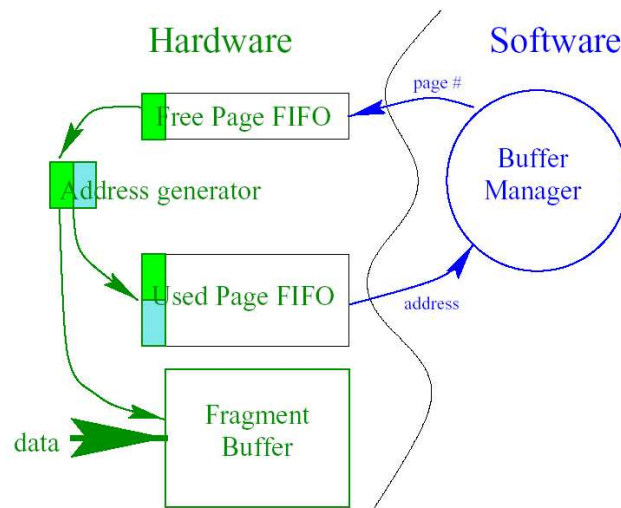 Hardware
Software
page #
Free Page FIFO
Buffer
Manager
Address generator
Used Page FIFO
address
Fragment
Buffer
data